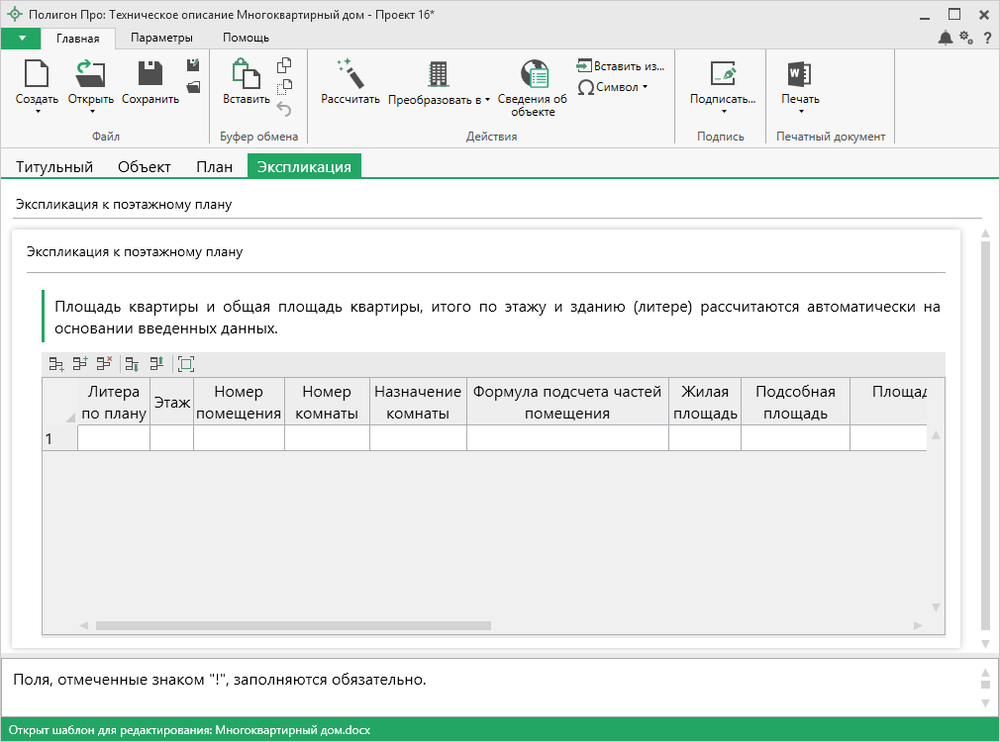 Полигон Про: Техническое описание Многоквартирный дом - Проект 16*
Главная Параметры Помощь
?
Создать Открыть Сохранить
Файл
Вставить
Буфер обмена
Рассчитать Преобразовать в Сведения об объекте
Вставить из...
Символ
Действия
Подписать...
Подпись
Печать
Печатный документ
Титульный Объект План Экспликация
Экспликация к поэтажному плану
Экспликация к поэтажному плану
Площадь квартиры и общая площадь квартиры, итого по этажу и зданию (литере) рассчитаются автоматически на
основании введенных данных.
Литера по плану Этаж Номер помещения Номер комнаты Назначение комнаты Формула подсчета частей помещения Жилая площадь Подсобная площадь Площад
1
Поля, отмеченные знаком "!", заполняются обязательно.
Открыт шаблон для редактирования: Многоквартирный дом.docx